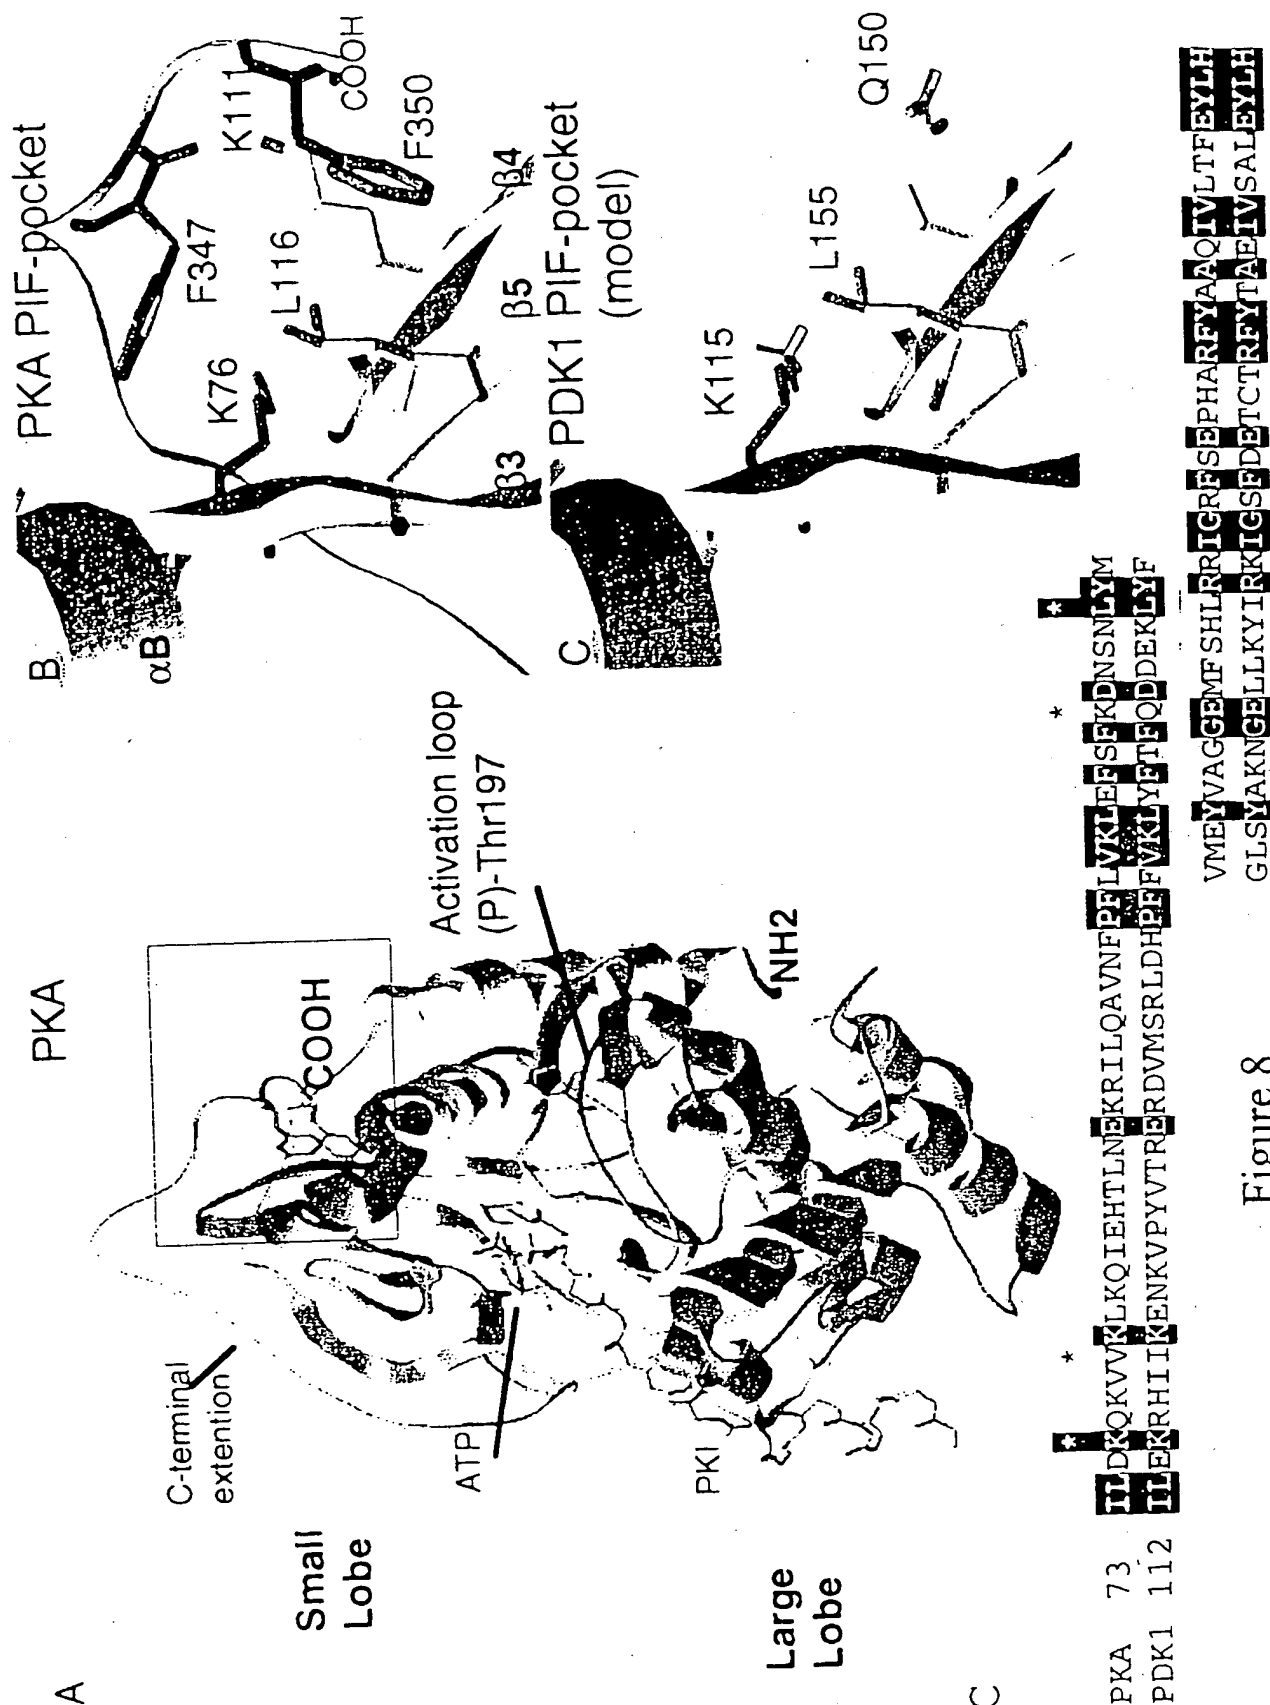 A
PKA
C-terminal
extention
COOH
Small
Lobe
ATP
Activation loop
(P)-Thr197
PKI
NH2
Large
Lobe
B
PKA PIF-pocket
αB
K76
F347
K111
COOH
F350
L116
β3
β5
β4
C
PDK1 PIF-pocket
(model)
K115
L155
Q150
C
* * * *
PKA 73 ILDKQKVVKLKQIEHTLNEKRILQAVNFPFLVKLEFSFKDNSNLYM
PDK1 112 ILEKRHIIKENKVPYVTRERDVMSRLDHPFFVKLYFTFQDDEKLYF
VMEYVAGGEMFSHLRRIGRFSEPHARFYAAQIVLTFEYLH
GLSYAKNGELLKYIRKIGSFDETCTRFYTAEIVSALEYLH
Figure 8